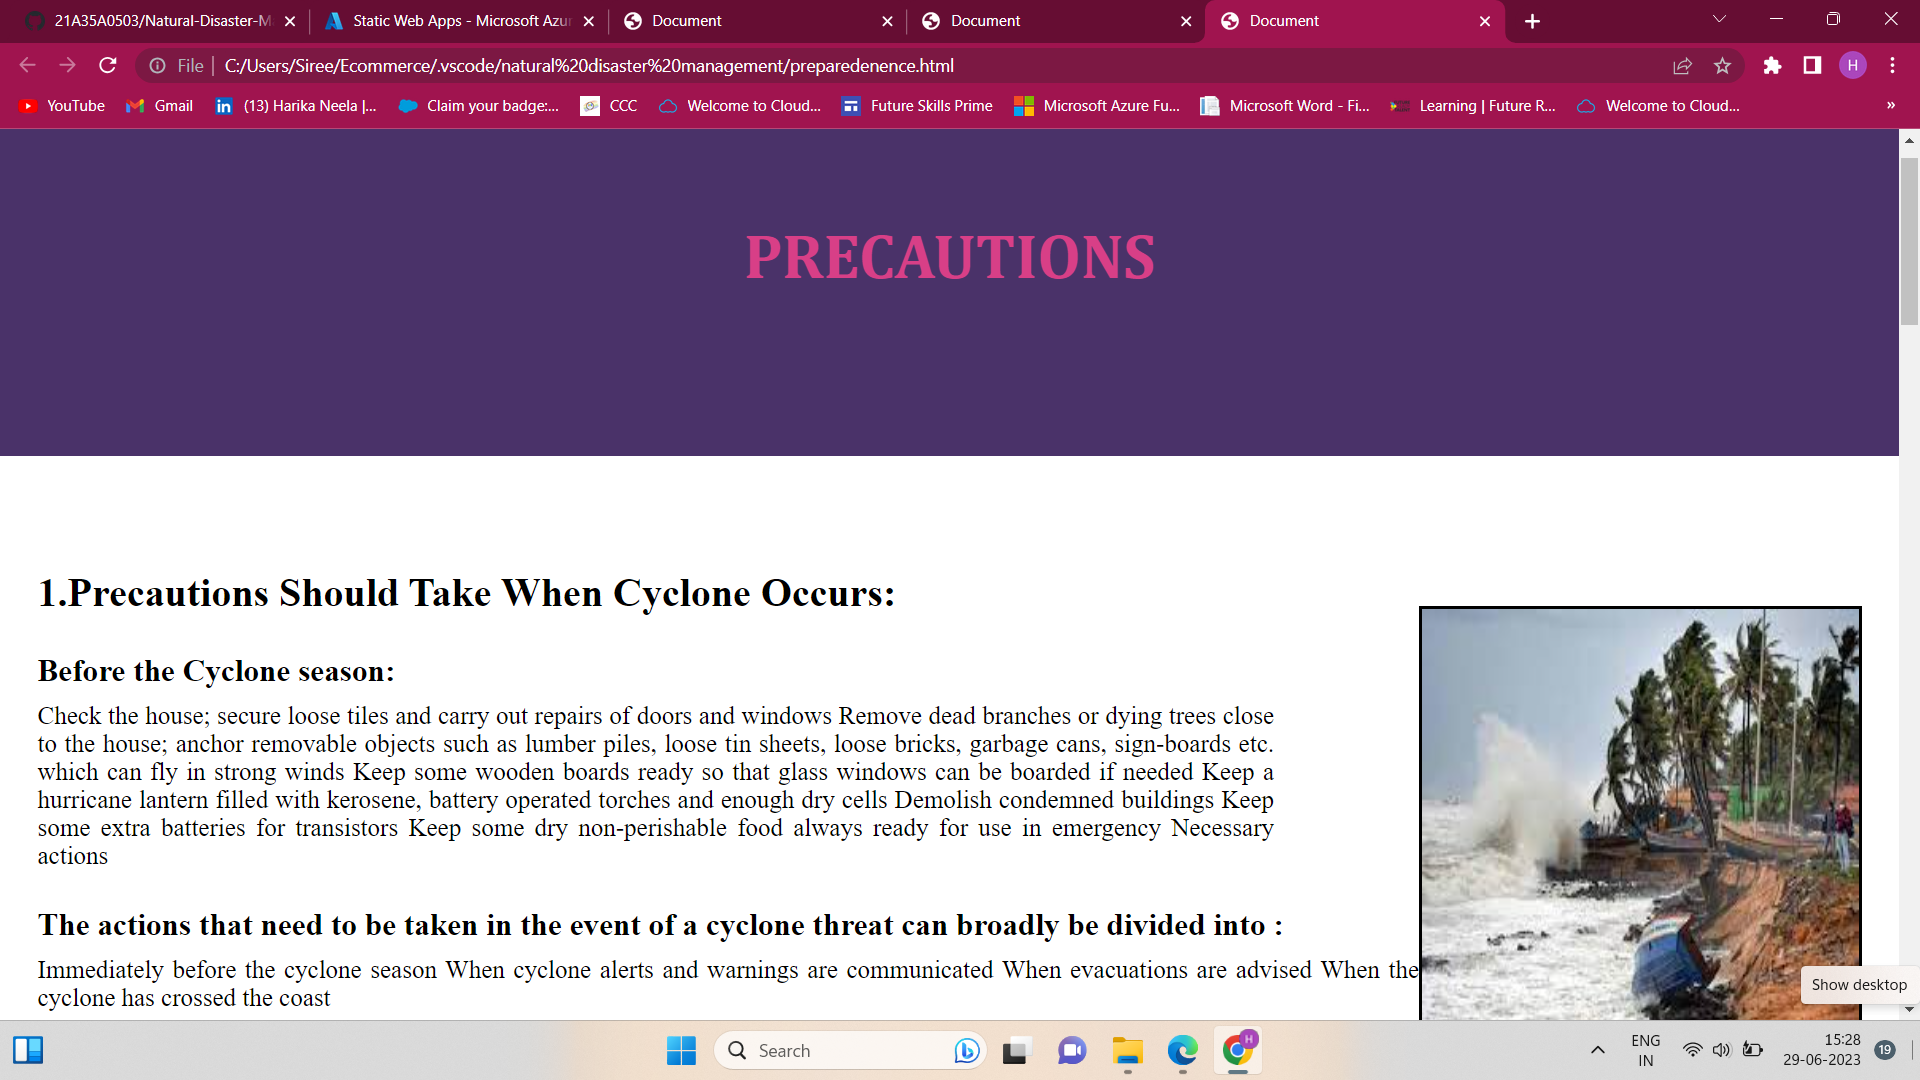 21A35A0503/Natural-Disaster-M
Static Web Apps - Microsoft Azur
Document
Document
Document
File
C:/Users/Siree/Ecommerce/.vscode/natural%20disaster%20management/preparedenence.html
H
YouTube
Gmail
(13) Harika Neela |...
Claim your badge:...
CCC
Welcome to Cloud...
Future Skills Prime
Microsoft Azure Fu...
Microsoft Word - Fi...
Learning | Future R...
Welcome to Cloud...
»
PRECAUTIONS
1.Precautions Should Take When Cyclone Occurs:
Before the Cyclone season:
Check the house; secure loose tiles and carry out repairs of doors and windows Remove dead branches or dying trees close
to the house; anchor removable objects such as lumber piles, loose tin sheets, loose bricks, garbage cans, sign-boards etc.
which can fly in strong winds Keep some wooden boards ready so that glass windows can be boarded if needed Keep a
hurricane lantern filled with kerosene, battery operated torches and enough dry cells Demolish condemned buildings Keep
some extra batteries for transistors Keep some dry non-perishable food always ready for use in emergency Necessary
actions
The actions that need to be taken in the event of a cyclone threat can broadly be divided into :
Immediately before the cyclone season When cyclone alerts and warnings are communicated When evacuations are advised When the
cyclone has crossed the coast
Show desktop
Search
H
ENG
IN
15:28
29-06-2023
19